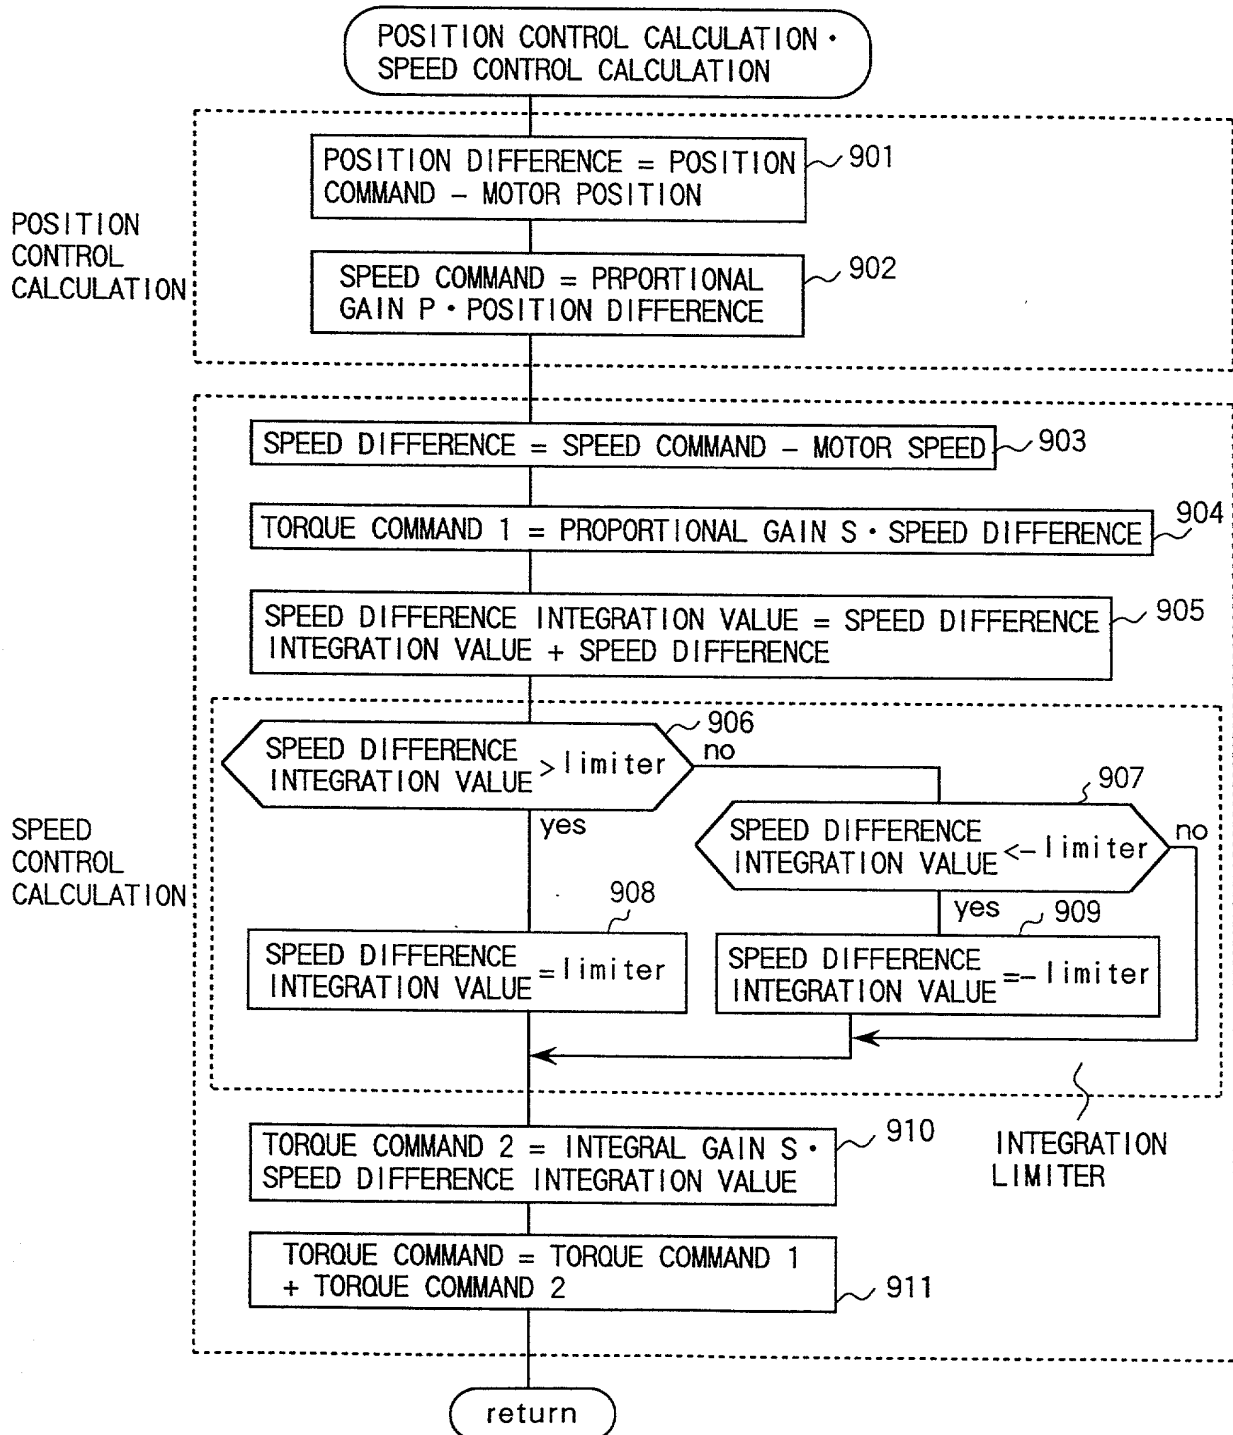 POSITION CONTROL CALCULATION・
SPEED CONTROL CALCULATION
POSITION
CONTROL
CALCULATION
POSITION DIFFERENCE = POSITION
COMMAND − MOTOR POSITION
901
SPEED COMMAND = PRPORTIONAL
GAIN P・POSITION DIFFERENCE
902
SPEED DIFFERENCE = SPEED COMMAND − MOTOR SPEED
903
TORQUE COMMAND 1 = PROPORTIONAL GAIN S・SPEED DIFFERENCE
904
SPEED DIFFERENCE INTEGRATION VALUE = SPEED DIFFERENCE
INTEGRATION VALUE + SPEED DIFFERENCE
905
SPEED
CONTROL
CALCULATION
906
SPEED DIFFERENCE
INTEGRATION VALUE > limiter
no
yes
907
SPEED DIFFERENCE
INTEGRATION VALUE <− limiter
no
yes
908
SPEED DIFFERENCE
INTEGRATION VALUE = limiter
909
SPEED DIFFERENCE
INTEGRATION VALUE =− limiter
INTEGRATION
LIMITER
TORQUE COMMAND 2 = INTEGRAL GAIN S・
SPEED DIFFERENCE INTEGRATION VALUE
910
TORQUE COMMAND = TORQUE COMMAND 1
+ TORQUE COMMAND 2
911
return